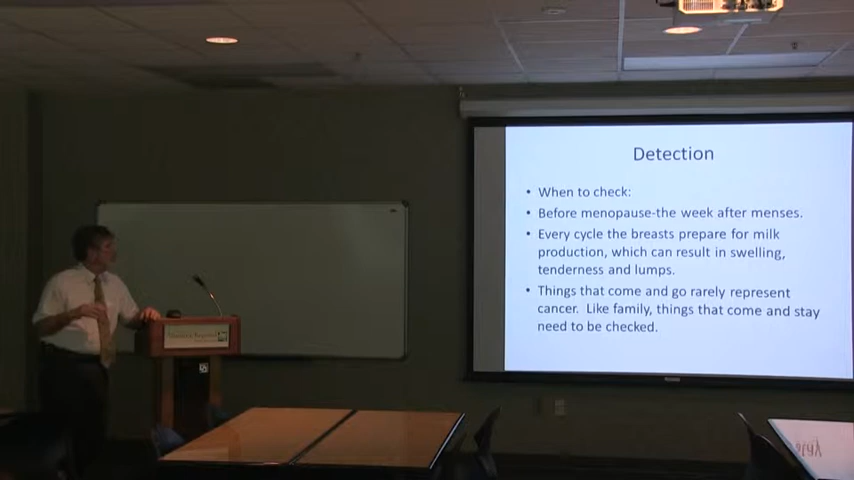 Detection
• When to check:
• Before menopause-the week after menses.
• Every cycle the breasts prepare for milk
production, which can result in swelling,
tenderness and lumps.
• Things that come and go rarely represent
cancer.  Like family, things that come and stay
need to be checked.